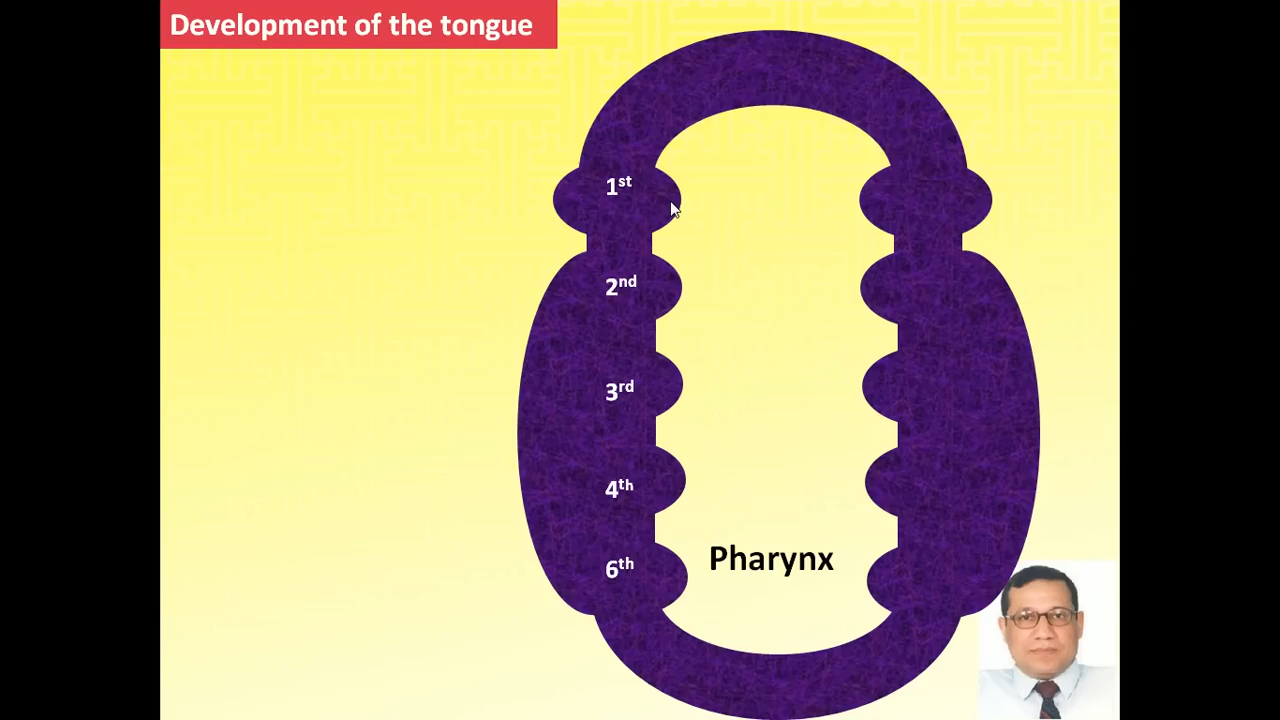 Development of the tongue
1st
2nd
3rd
4th
6th
Pharynx